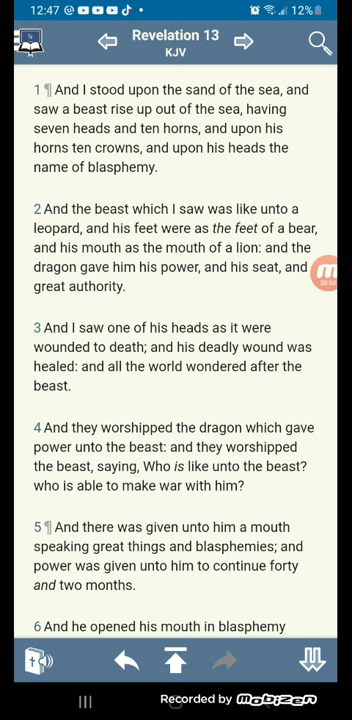 12:47 12%
Revelation 13
KJV
1 ¶ And I stood upon the sand of the sea, and
saw a beast rise up out of the sea, having
seven heads and ten horns, and upon his
horns ten crowns, and upon his heads the
name of blasphemy.
2 And the beast which I saw was like unto a
leopard, and his feet were as the feet of a bear,
and his mouth as the mouth of a lion: and the
dragon gave him his power, and his seat, and
great authority.
3 And I saw one of his heads as it were
wounded to death; and his deadly wound was
healed: and all the world wondered after the
beast.
4 And they worshipped the dragon which gave
power unto the beast: and they worshipped
the beast, saying, Who is like unto the beast?
who is able to make war with him?
5 ¶ And there was given unto him a mouth
speaking great things and blasphemies; and
power was given unto him to continue forty
and two months.
6 And he opened his mouth in blasphemy
m
20:50
Recorded by mobizen